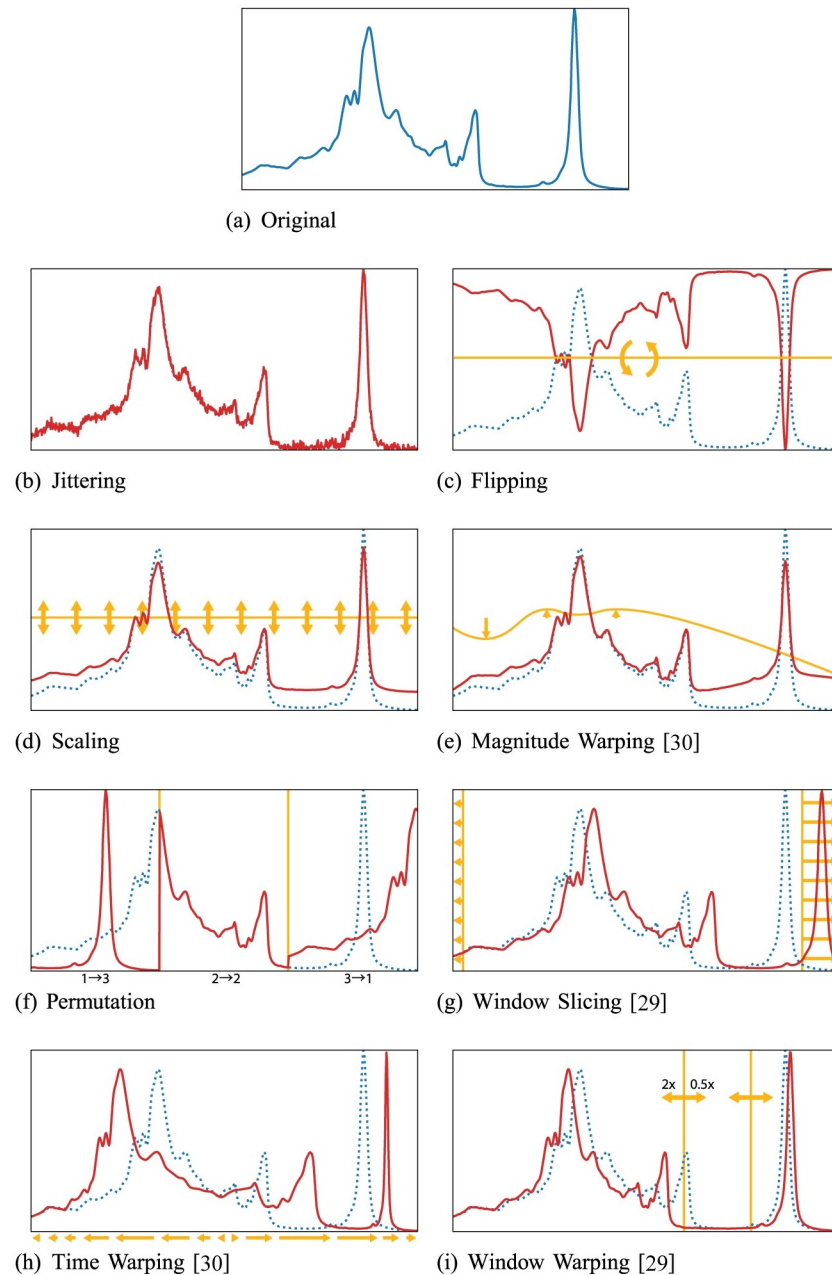 (a) Original
(b) Jittering
(c) Flipping
(d) Scaling
(e) Magnitude Warping [30]
1→3 2→2 3→1
(f) Permutation
(g) Window Slicing [29]
2x 0.5x
(h) Time Warping [30]
(i) Window Warping [29]